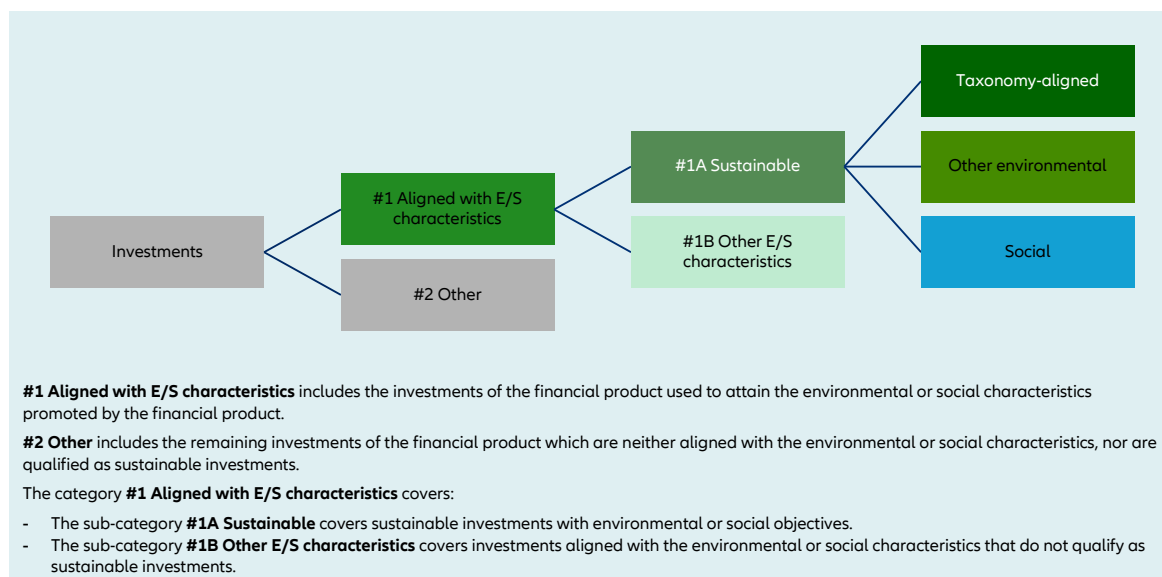 Taxonomy-aligned
#1A Sustainable
Other environmental
#1 Aligned with E/S
characteristics
Investments
#1B Other E/S
characteristics
Social
#2 Other
#1 Aligned with E/S characteristics includes the investments of the financial product used to attain the environmental or social characteristics
promoted by the financial product.
#2 Other includes the remaining investments of the financial product which are neither aligned with the environmental or social characteristics, nor are
qualified as sustainable investments.
The category #1 Aligned with E/S characteristics covers:
- The sub-category #1A Sustainable covers sustainable investments with environmental or social objectives.
- The sub-category #1B Other E/S characteristics covers investments aligned with the environmental or social characteristics that do not qualify as
sustainable investments.